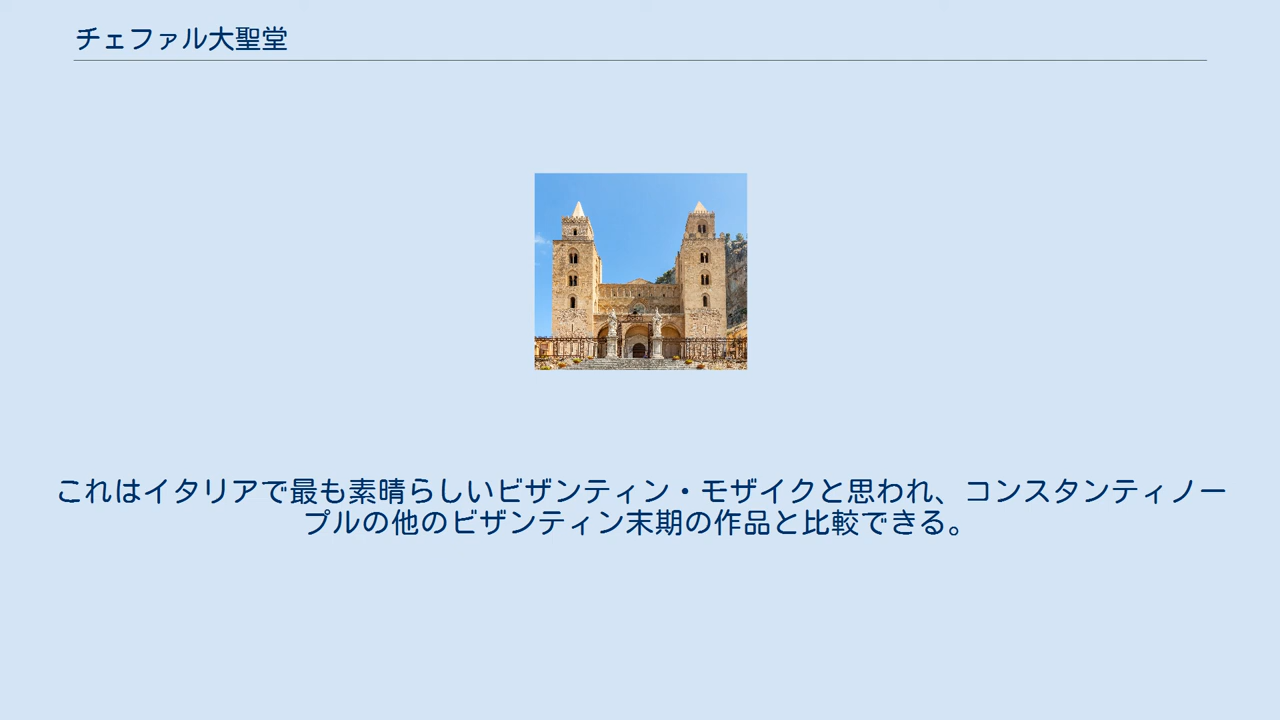 チェファル大聖堂
これはイタリアで最も素晴らしいビザンティン・モザイクと思われ、コンスタンティノー
プルの他のビザンティン末期の作品と比較できる。